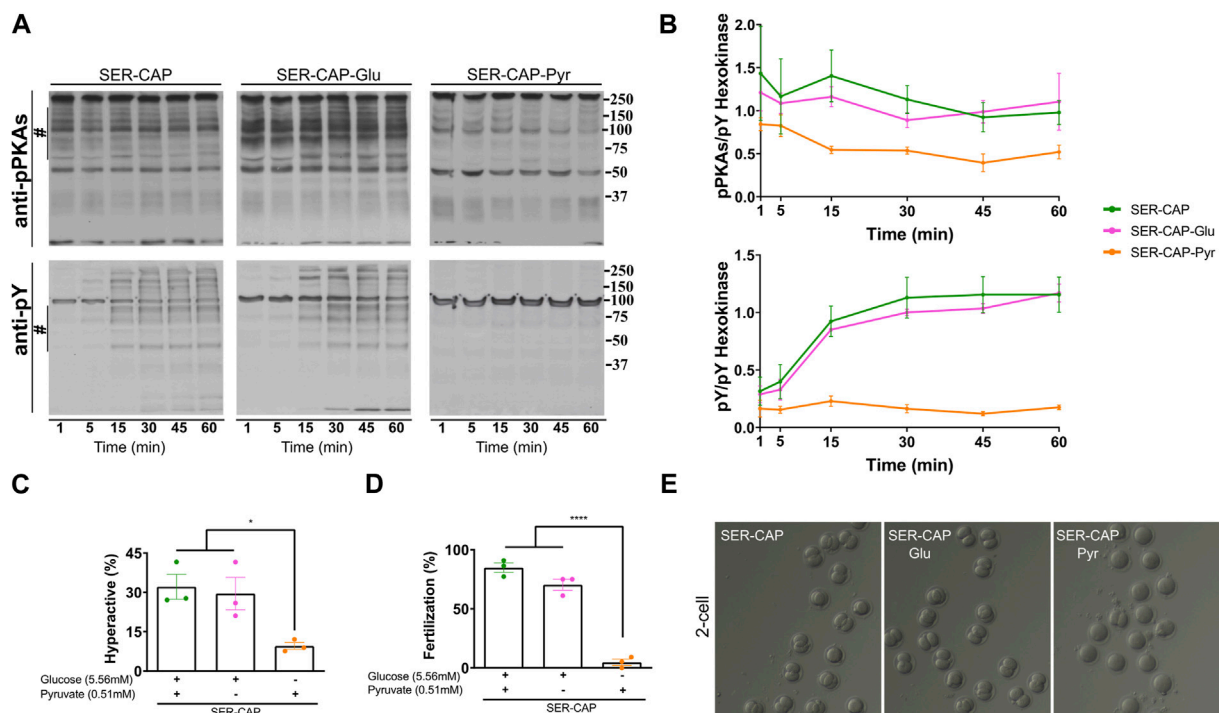 A
SER-CAP SER-CAP-Glu SER-CAP-Pyr
anti-pPKAs
#
-250
-150
-100
-75
-50
-37
anti-pY
#
-250
-150
-100
-75
-50
-37
1 5 15 30 45 60 1 5 15 30 45 60 1 5 15 30 45 60
Time (min) Time (min) Time (min)
B
pPKAs/pY Hexokinase
2.0
1.5
1.0
0.5
0.0
1 5 15 30 45 60
Time (min)
pY/pY Hexokinase
1.5
1.0
0.5
0.0
1 5 15 30 45 60
Time (min)
SER-CAP
SER-CAP-Glu
SER-CAP-Pyr
C
*
Hyperactive (%)
45
30
15
0
Glucose (5.56mM) + + -
Pyruvate (0.51mM) + - +
SER-CAP
D
****
Fertilization (%)
100
50
0
Glucose (5.56mM) + + -
Pyruvate (0.51mM) + - +
SER-CAP
E
2-cell
SER-CAP
SER-CAP
Glu
SER-CAP
Pyr